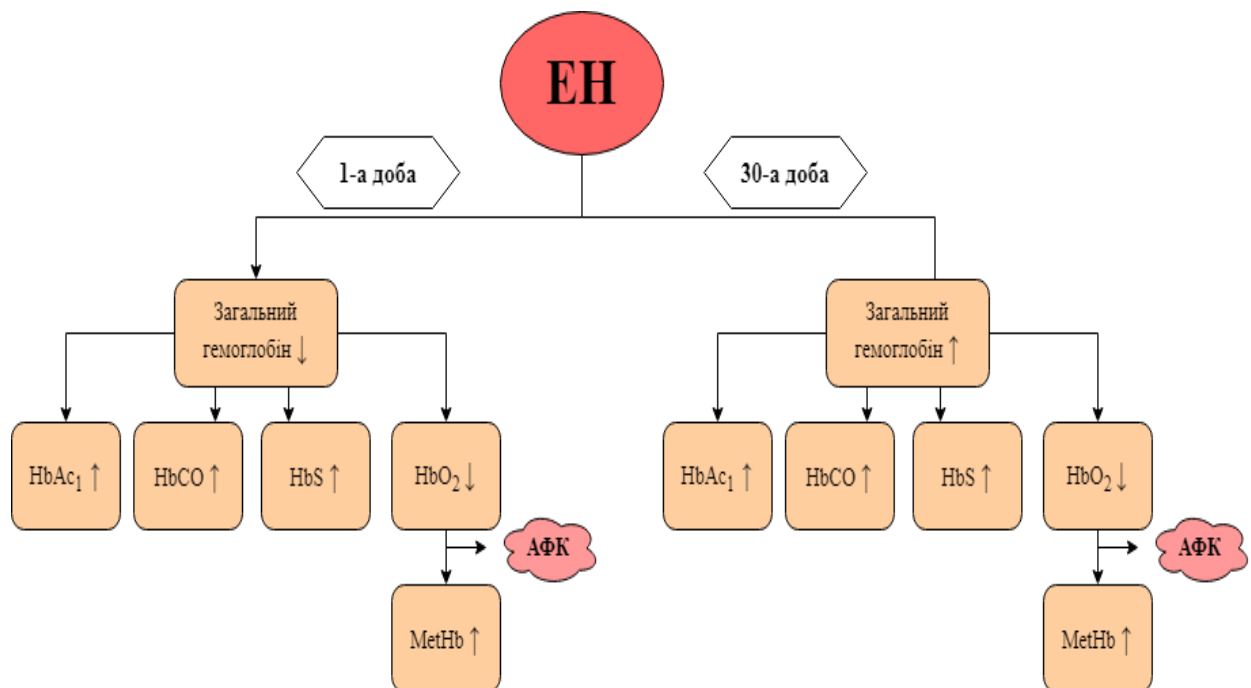 ЕН
1-а доба
30-а доба
Загальний
гемоглобін ↓
Загальний
гемоглобін ↑
HbAc₁ ↑
HbCO ↑
HbS ↑
HbO₂ ↓
HbAc₁ ↑
HbCO ↑
HbS ↑
HbO₂ ↓
АФК
АФК
MetHb ↑
MetHb ↑